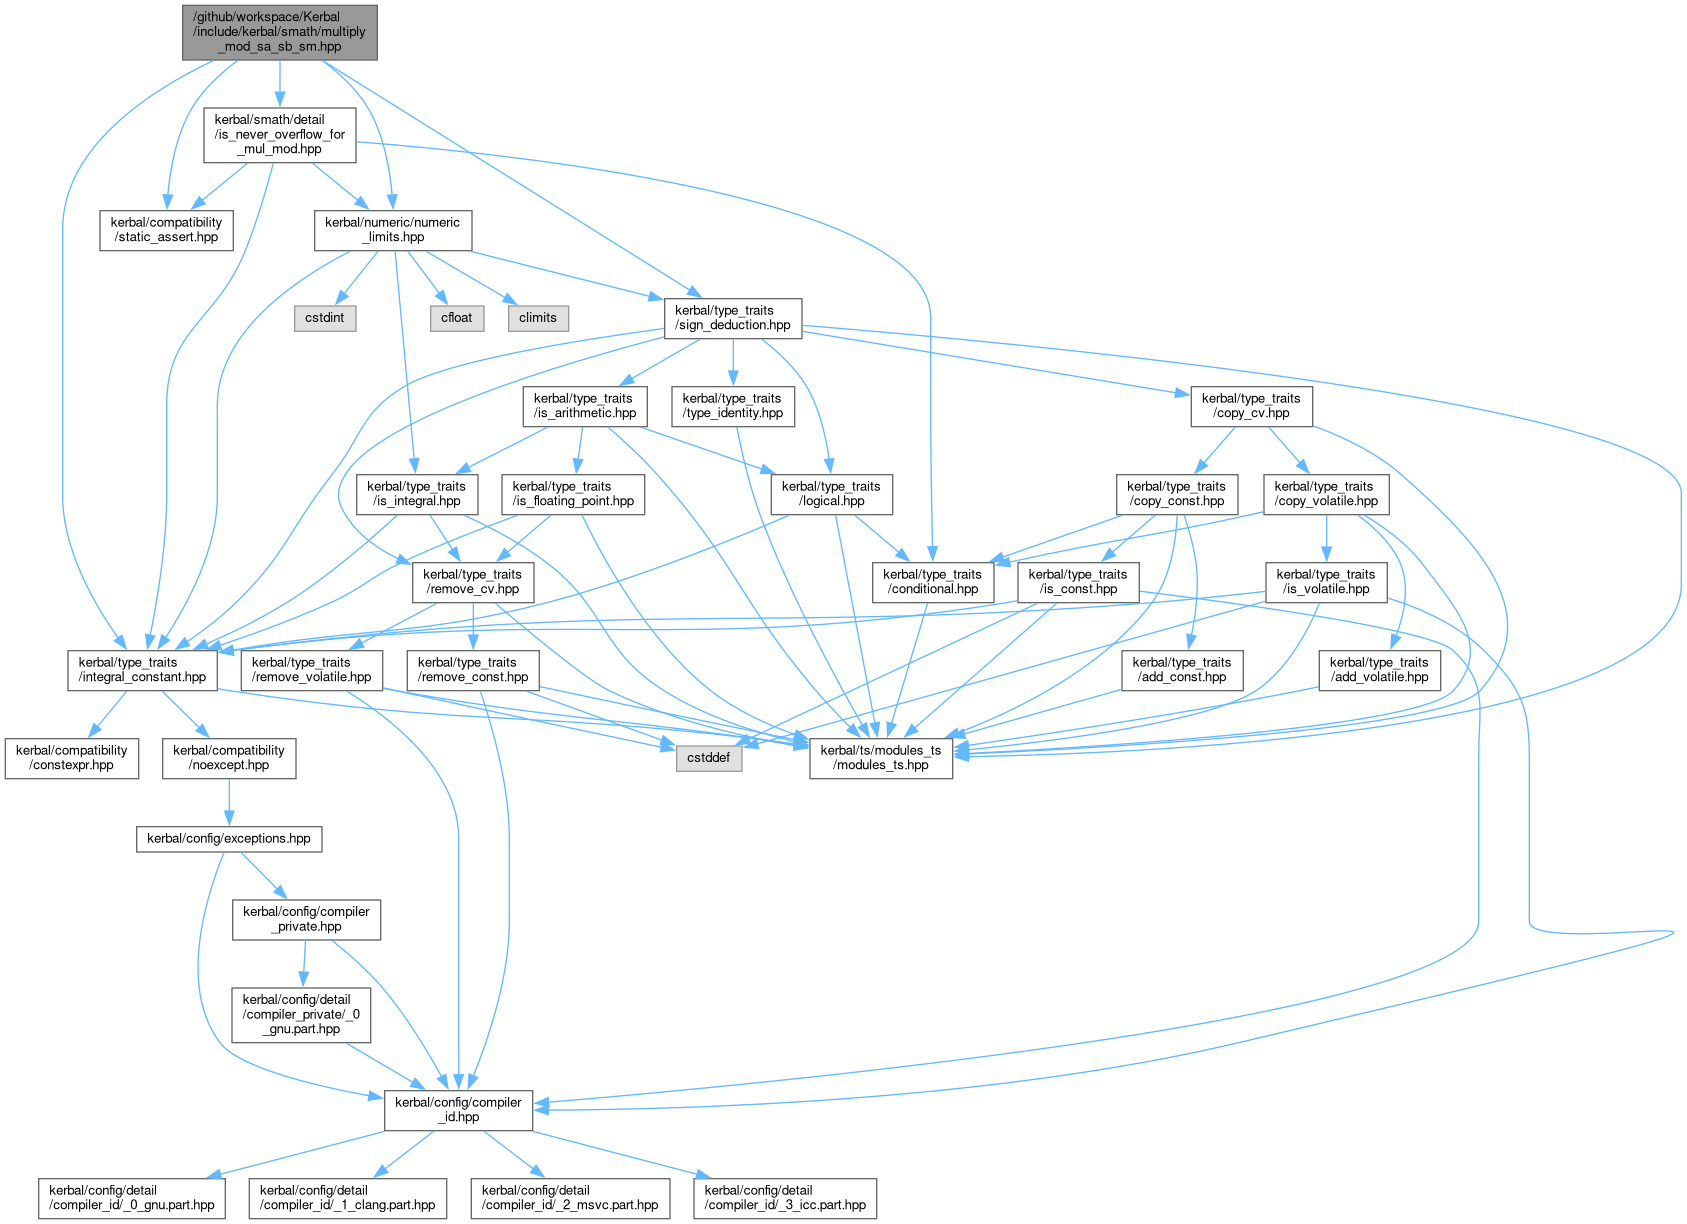 /github/workspace/Kerbal
/include/kerbal/smath/multiply
_mod_sa_sb_sm.hpp
kerbal/smath/detail
/is_never_overflow_for
_mul_mod.hpp
kerbal/compatibility
/static_assert.hpp
kerbal/numeric/numeric
_limits.hpp
cstdint
cfloat
climits
kerbal/type_traits
/sign_deduction.hpp
kerbal/type_traits
/is_arithmetic.hpp
kerbal/type_traits
/type_identity.hpp
kerbal/type_traits
/copy_cv.hpp
kerbal/type_traits
/is_integral.hpp
kerbal/type_traits
/is_floating_point.hpp
kerbal/type_traits
/logical.hpp
kerbal/type_traits
/copy_const.hpp
kerbal/type_traits
/copy_volatile.hpp
kerbal/type_traits
/remove_cv.hpp
kerbal/type_traits
/conditional.hpp
kerbal/type_traits
/is_const.hpp
kerbal/type_traits
/is_volatile.hpp
kerbal/type_traits
/integral_constant.hpp
kerbal/type_traits
/remove_volatile.hpp
kerbal/type_traits
/remove_const.hpp
kerbal/type_traits
/add_const.hpp
kerbal/type_traits
/add_volatile.hpp
kerbal/compatibility
/constexpr.hpp
kerbal/compatibility
/noexcept.hpp
cstddef
kerbal/ts/modules_ts
/modules_ts.hpp
kerbal/config/exceptions.hpp
kerbal/config/compiler
_private.hpp
kerbal/config/detail
/compiler_private/_0
_gnu.part.hpp
kerbal/config/compiler
_id.hpp
kerbal/config/detail
/compiler_id/_0_gnu.part.hpp
kerbal/config/detail
/compiler_id/_1_clang.part.hpp
kerbal/config/detail
/compiler_id/_2_msvc.part.hpp
kerbal/config/detail
/compiler_id/_3_icc.part.hpp